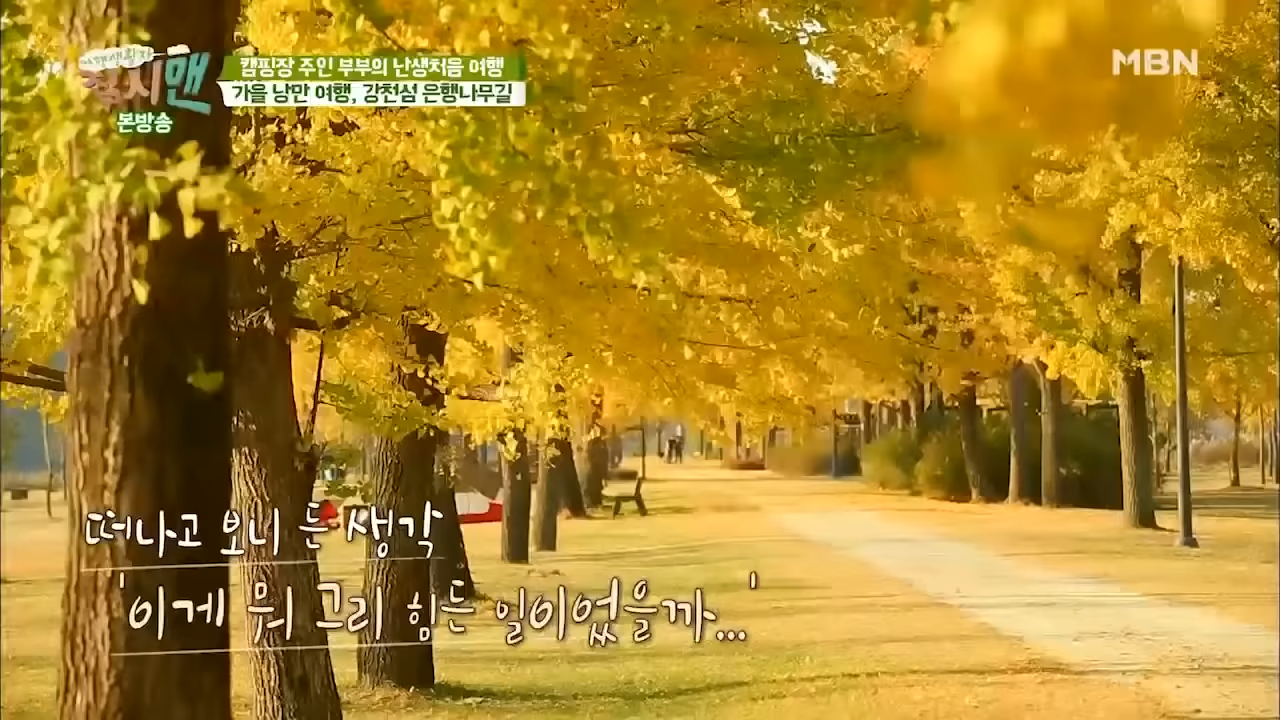 맨
본방송
캠핑장 주인 부부의 난생처음 여행
가을 낭만 여행, 강천섬 은행나무길
MBN
떠나고 보니 든 생각
'이게 뭐 그리 힘든 일이었을까...'